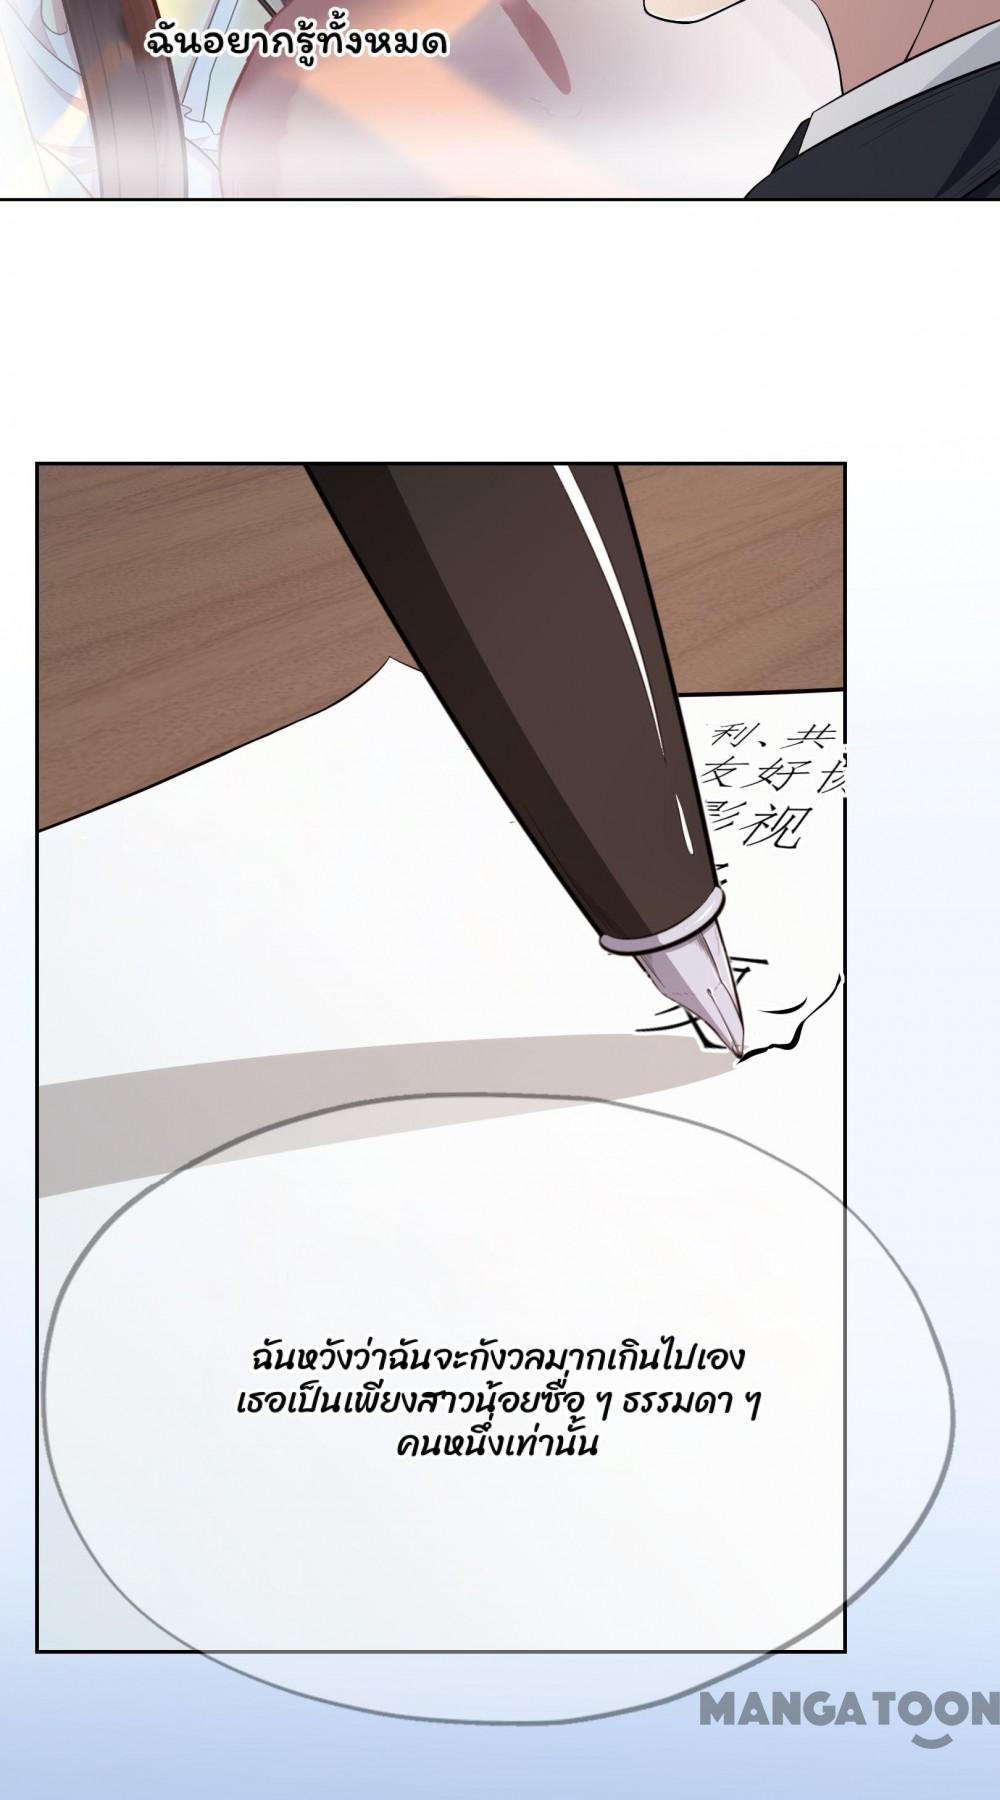 ฉันอยากรู้ทั้งหมด
利、共
友好
影视
ฉันหวังว่าฉันจะกังวลมากเกินไปเอง
เธอเป็นเพียงสาวน้อยซื่อ ๆ ธรรมดา ๆ
คนหนึ่งเท่านั้น
MANGATOON